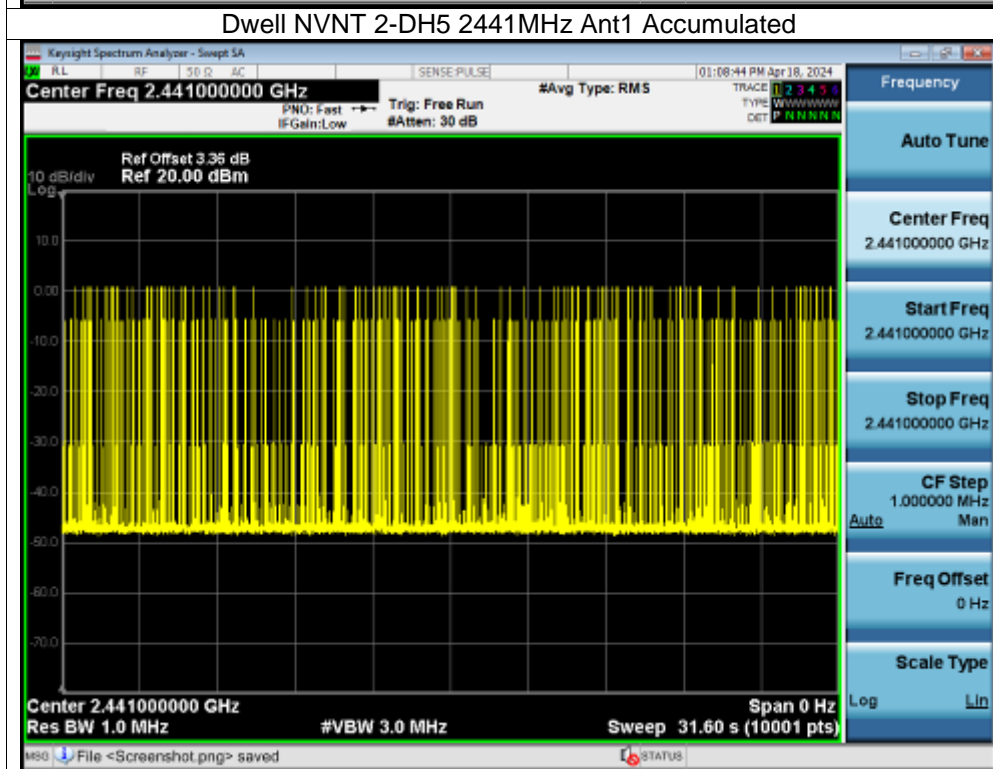 Dwell NVNT 2-DH5 2441MHz Ant1 Accumulated
Keysight Spectrum Analyzer - Swept SA
RL RF 50 Ω AC SENSE:PULSE 01:08:44 PM Apr 18, 2024
Center Freq 2.441000000 GHz #Avg Type: RMS TRACE 1 2 3 4 5 6
PNO: Fast Trig: Free Run TYPE WWWWWW
IFGain:Low #Atten: 30 dB DET P N N N N N
Ref Offset 3.36 dB
10 dB/div Ref 20.00 dBm
Log
10.0
0.00
-10.0
-20.0
-30.0
-40.0
-50.0
-60.0
-70.0
Center 2.441000000 GHz Span 0 Hz
Res BW 1.0 MHz #VBW 3.0 MHz Sweep 31.60 s (10001 pts)
MSG File <Screenshot.png> saved STATUS
Frequency
Auto Tune
Center Freq
2.441000000 GHz
Start Freq
2.441000000 GHz
Stop Freq
2.441000000 GHz
CF Step
1.000000 MHz
Auto Man
Freq Offset
0 Hz
Scale Type
Log Lin